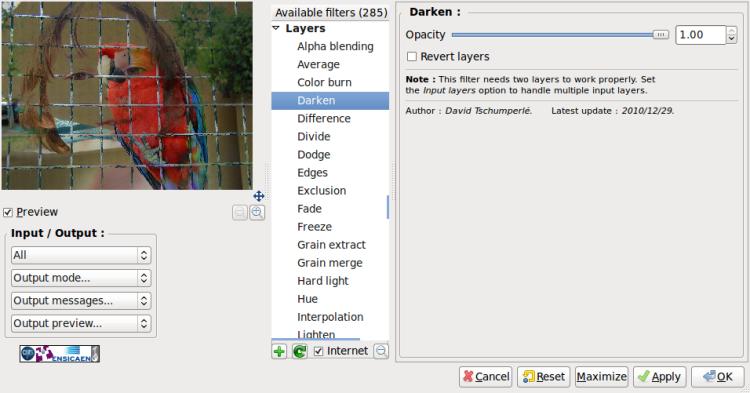 Preview
Input / Output :
All
Output mode...
Output messages...
Output preview...
ENSICAEN
Available filters (285)
Layers
Alpha blending
Average
Color burn
Darken
Difference
Divide
Dodge
Edges
Exclusion
Fade
Freeze
Grain extract
Grain merge
Hard light
Hue
Interpolation
Lighten
Internet
Darken :
Opacity 1.00
Revert layers
Note : This filter needs two layers to work properly. Set
the Input layers option to handle multiple input layers.
Author : David Tschumperlé. Latest update : 2010/12/29.
Cancel Reset Maximize Apply OK